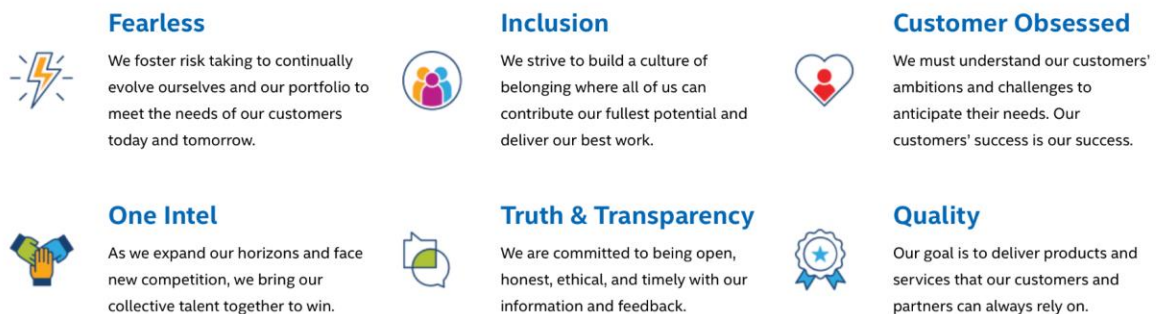 Fearless
We foster risk taking to continually
evolve ourselves and our portfolio to
meet the needs of our customers
today and tomorrow.
Inclusion
We strive to build a culture of
belonging where all of us can
contribute our fullest potential and
deliver our best work.
Customer Obsessed
We must understand our customers'
ambitions and challenges to
anticipate their needs. Our
customers' success is our success.
One Intel
As we expand our horizons and face
new competition, we bring our
collective talent together to win.
Truth & Transparency
We are committed to being open,
honest, ethical, and timely with our
information and feedback.
Quality
Our goal is to deliver products and
services that our customers and
partners can always rely on.